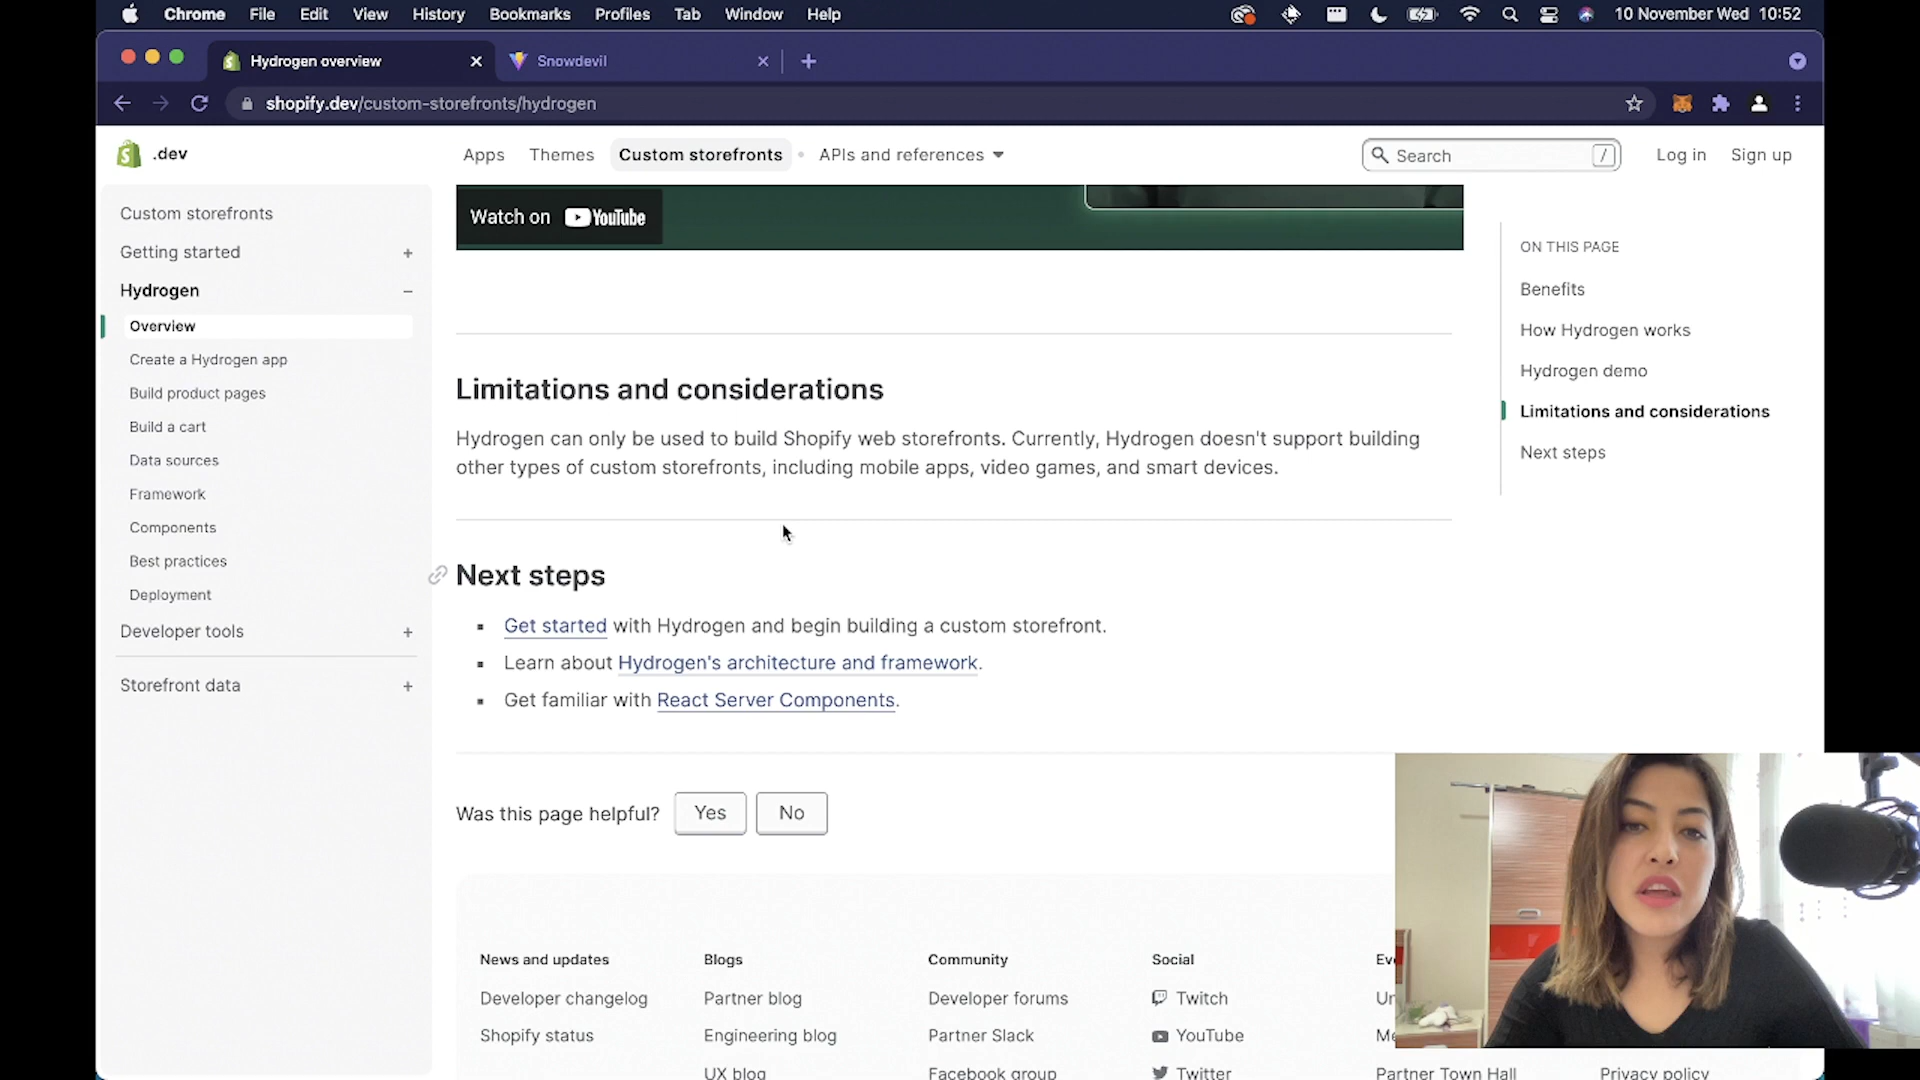 Chrome File Edit View History Bookmarks Profiles Tab Window Help 10 November Wed 10:52
Hydrogen overview Snowdevil
shopify.dev/custom-storefronts/hydrogen
.dev Apps Themes Custom storefronts APIs and references Search / Log in Sign up
Custom storefronts
Getting started
Hydrogen
Overview
Create a Hydrogen app
Build product pages
Build a cart
Data sources
Framework
Components
Best practices
Deployment
Developer tools
Storefront data
Watch on YouTube
Limitations and considerations
Hydrogen can only be used to build Shopify web storefronts. Currently, Hydrogen doesn't support building
other types of custom storefronts, including mobile apps, video games, and smart devices.
Next steps
Get started with Hydrogen and begin building a custom storefront.
Learn about Hydrogen's architecture and framework.
Get familiar with React Server Components.
Was this page helpful? Yes No
ON THIS PAGE
Benefits
How Hydrogen works
Hydrogen demo
Limitations and considerations
Next steps
News and updates
Developer changelog
Shopify status
Blogs
Partner blog
Engineering blog
UX blog
Community
Developer forums
Partner Slack
Facebook group
Social
Twitch
YouTube
Twitter
Partner Town Hall
Privacy policy